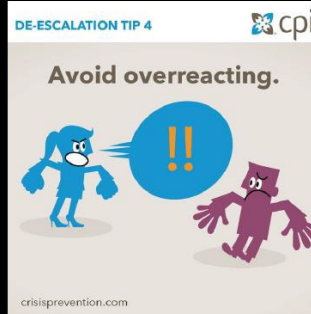 DE-ESCALATION TIP 4
cpi
Avoid overreacting.
!!
crisisprevention.com